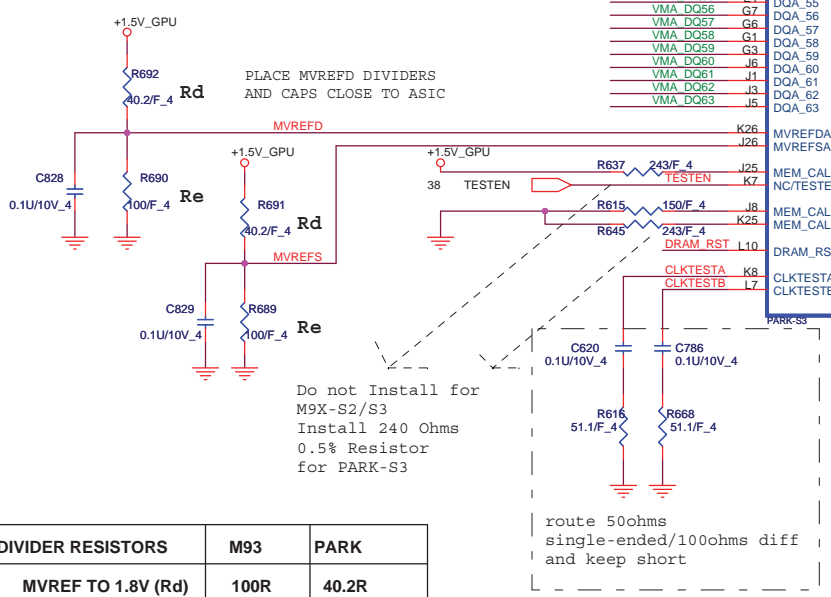 +1.5V_GPU
R692
40.2/F_4
Rd
PLACE MVREFD DIVIDERS
AND CAPS CLOSE TO ASIC
MVREFD
C828
0.1U/10V_4
R690
100/F_4
Re
+1.5V_GPU
R691
40.2/F_4
Rd
MVREFS
C829
0.1U/10V_4
R689
100/F_4
Re
VMA_DQ56 G7 DQA_56
VMA_DQ57 G6 DQA_57
VMA_DQ58 G1 DQA_58
VMA_DQ59 G3 DQA_59
VMA_DQ60 J6 DQA_60
VMA_DQ61 J1 DQA_61
VMA_DQ62 J3 DQA_62
VMA_DQ63 J5 DQA_63
K26 MVREFDA
J26 MVREFSA
+1.5V_GPU
R637 243/F_4 J25 MEM_CAL
38 TESTEN TESTEN K7 NC/TESTE
R615 150/F_4 J8 MEM_CAL
R645 243/F_4 K25 MEM_CAL
DRAM_RST L10 DRAM_RS
CLKTESTA K8 CLKTESTA
CLKTESTB L7 CLKTESTB
PARK-S3
C620
0.1U/10V_4
C786
0.1U/10V_4
R616
51.1/F_4
R668
51.1/F_4
Do not Install for
M9X-S2/S3
Install 240 Ohms
0.5% Resistor
for PARK-S3
route 50ohms
single-ended/100ohms diff
and keep short
DIVIDER RESISTORS M93 PARK
MVREF TO 1.8V (Rd) 100R 40.2R